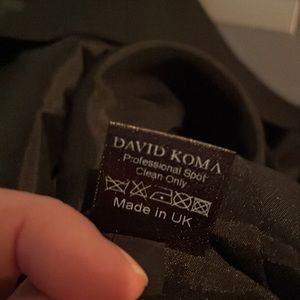 DAVID KOMA
Professional Spot
Clean Only
Made in UK